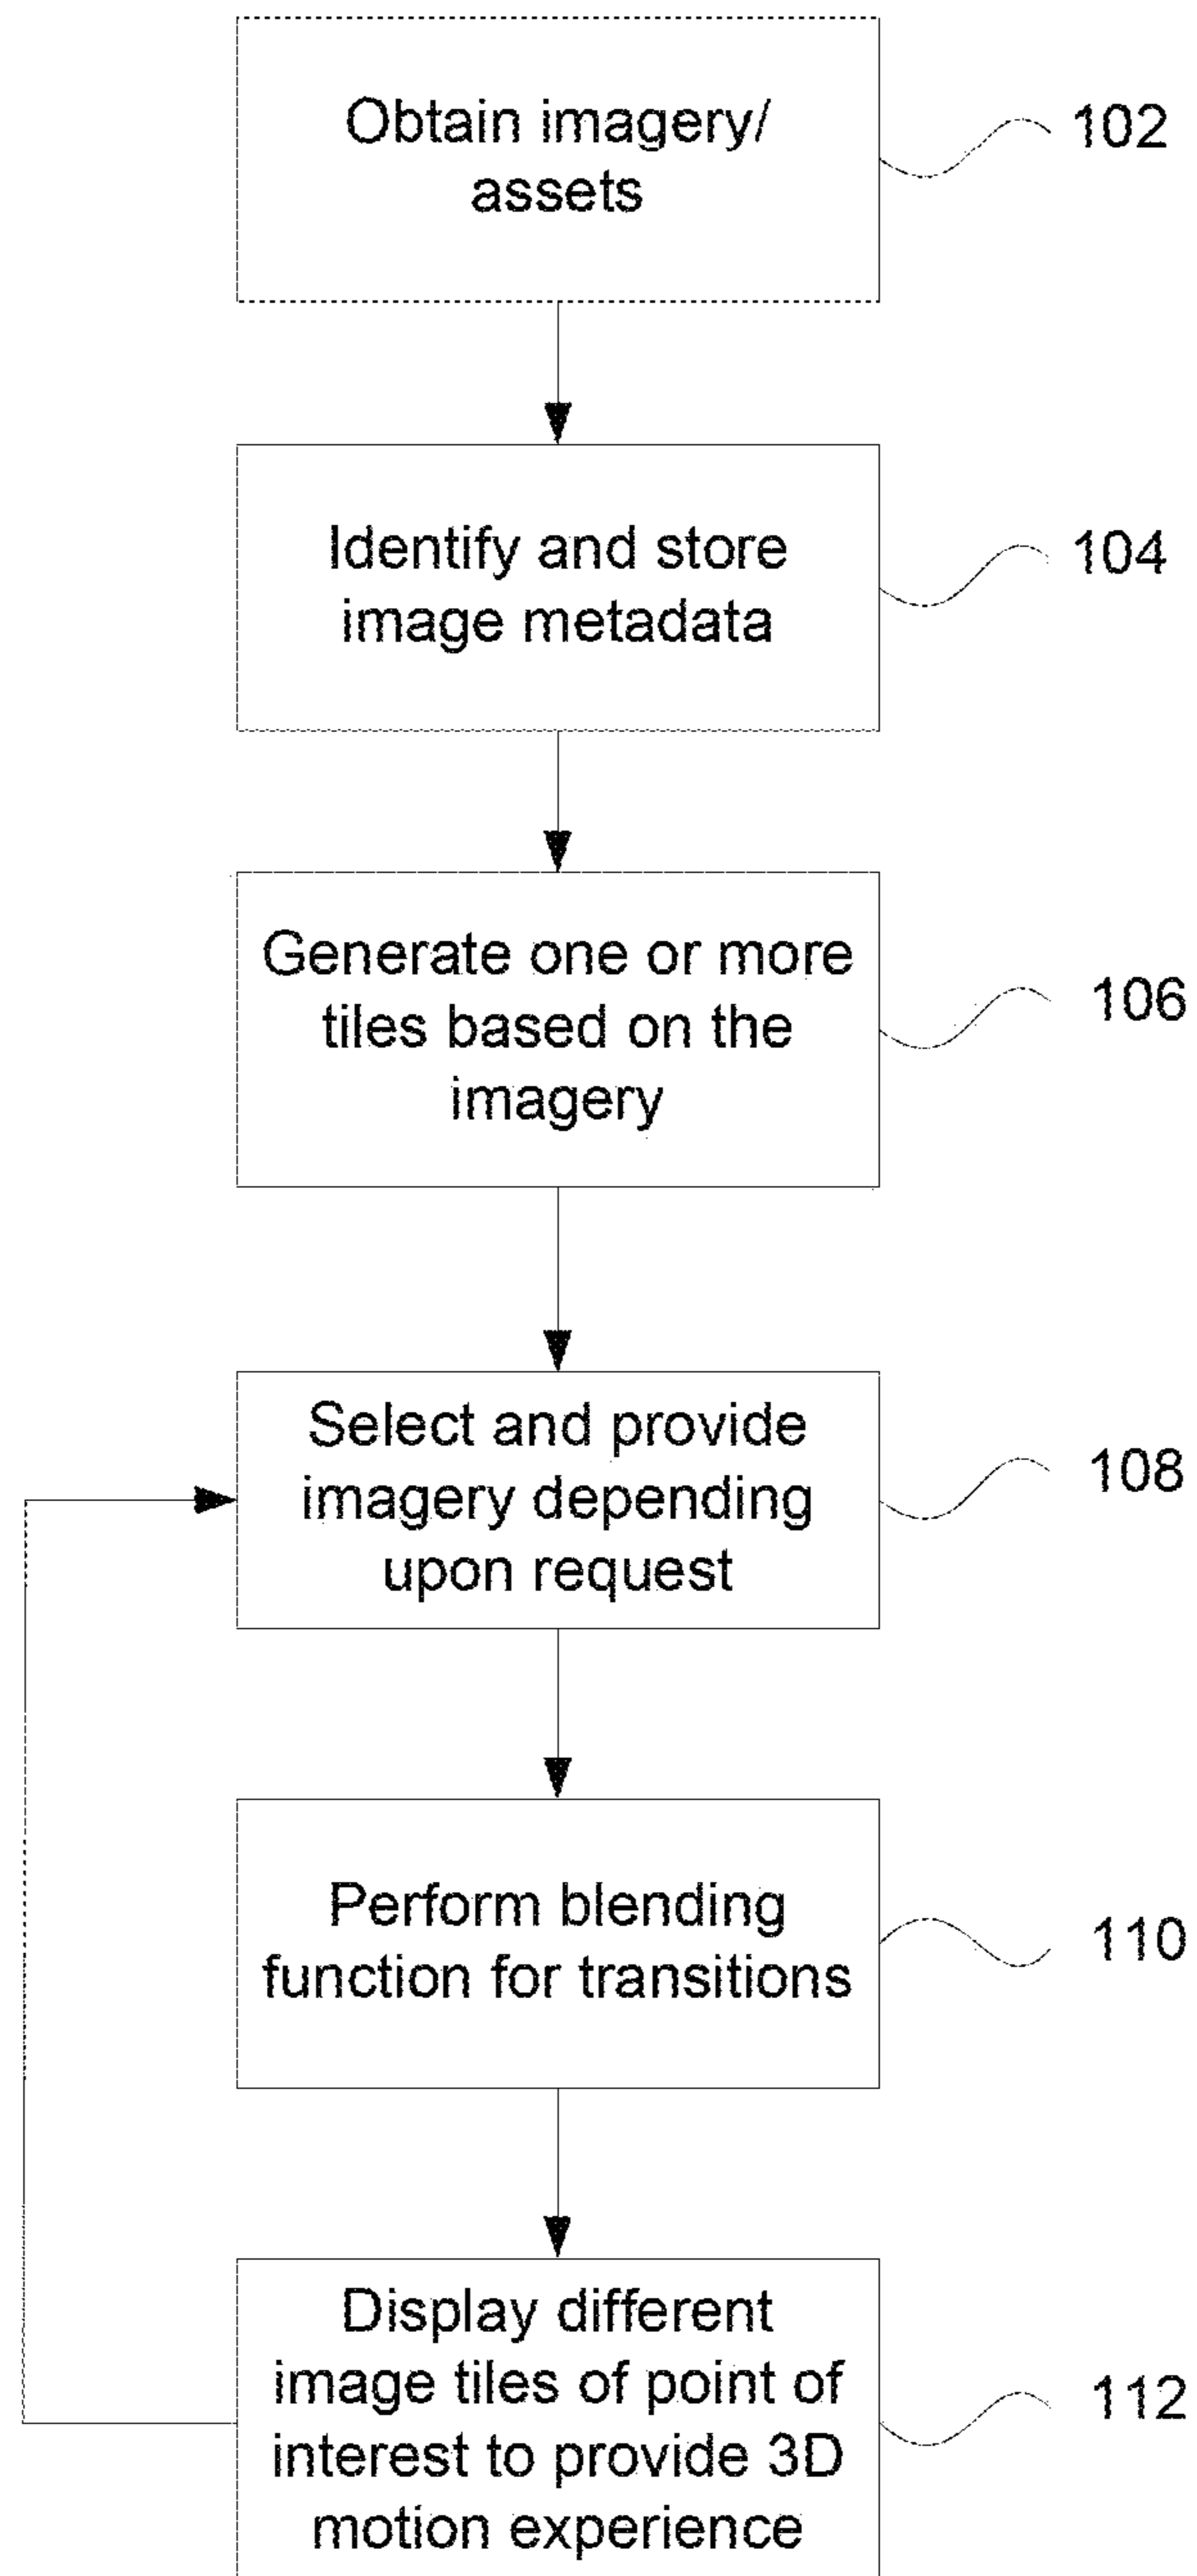 Obtain imagery/
assets
102
Identify and store
image metadata
104
Generate one or more
tiles based on the
imagery
106
Select and provide
imagery depending
upon request
108
Perform blending
function for transitions
110
Display different
image tiles of point of
interest to provide 3D
motion experience
112